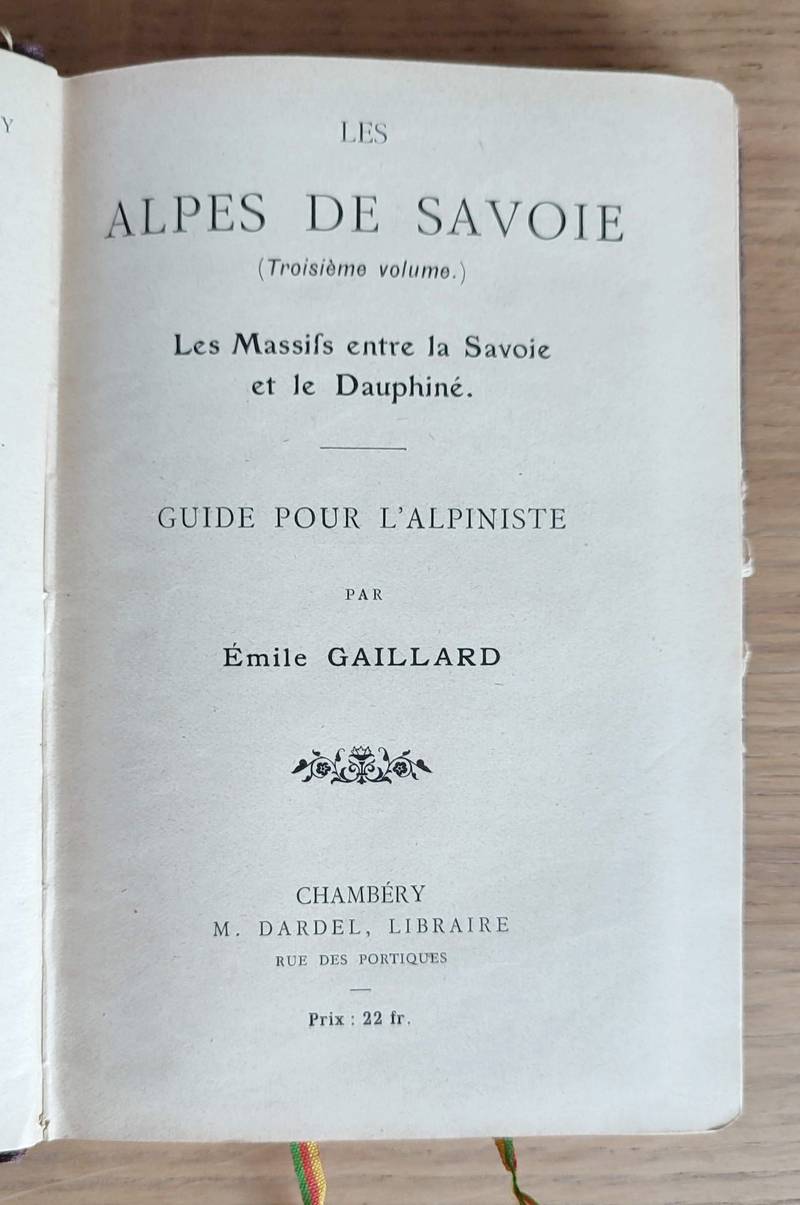 Y
LES
ALPES DE SAVOIE
(Troisième volume.)
Les Massifs entre la Savoie
et le Dauphiné.
GUIDE POUR L'ALPINISTE
PAR
Émile GAILLARD
CHAMBÉRY
M. DARDEL, LIBRAIRE
RUE DES PORTIQUES
Prix : 22 fr.